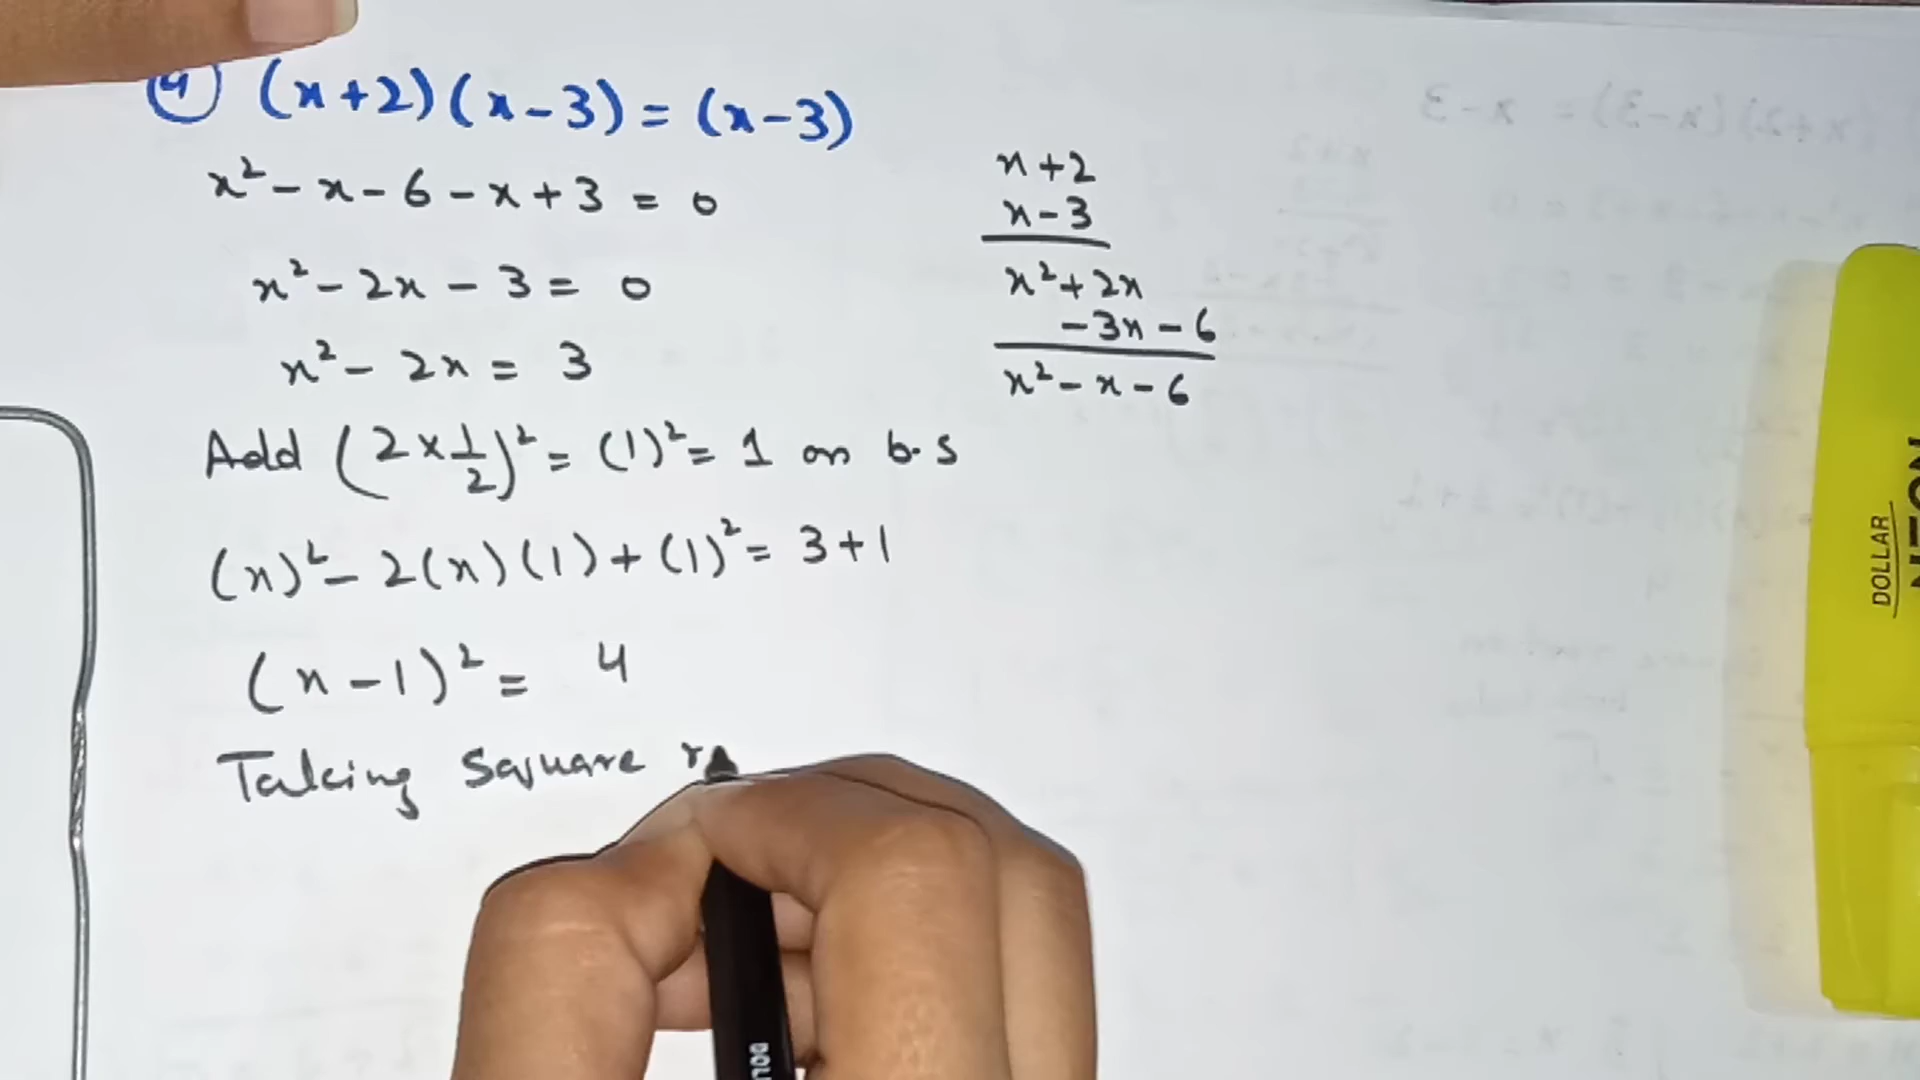 ④ (x+2)(x-3) = (x-3)
x² - x - 6 - x + 3 = 0
x² - 2x - 3 = 0
x² - 2x = 3
Add (2 × 1/2)² = (1)² = 1 on b.s
(x)² - 2(x)(1) + (1)² = 3+1
(x-1)² = 4
Taking Square
x+2
x-3
x² + 2x
-3x - 6
x² - x - 6
DOLLAR
NEON